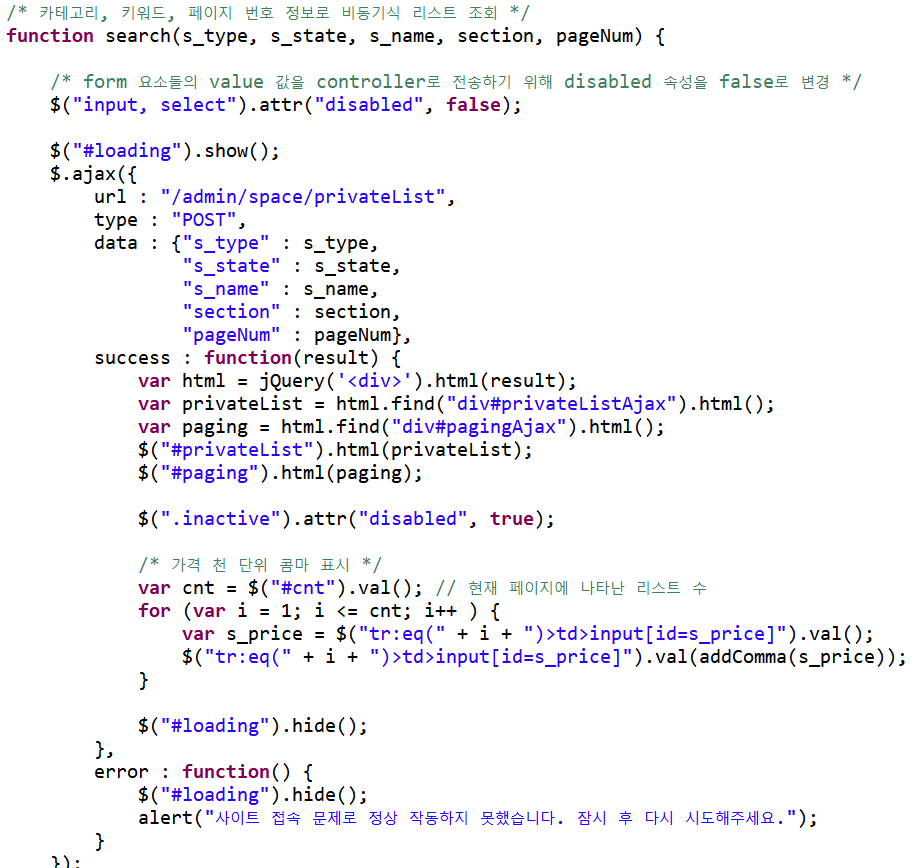 /* 카테고리, 키워드, 페이지 번호 정보로 비동기식 리스트 조회 */
function search(s_type, s_state, s_name, section, pageNum) {
/* form 요소들의 value 값을 controller로 전송하기 위해 disabled 속성을 false로 변경 */
$("input, select").attr("disabled", false);
$("#loading").show();
$.ajax({
url : "/admin/space/privateList",
type : "POST",
data : {"s_type" : s_type,
"s_state" : s_state,
"s_name" : s_name,
"section" : section,
"pageNum" : pageNum},
success : function(result) {
var html = jQuery('<div>').html(result);
var privateList = html.find("div#privateListAjax").html();
var paging = html.find("div#pagingAjax").html();
$("#privateList").html(privateList);
$("#paging").html(paging);
$(".inactive").attr("disabled", true);
/* 가격 천 단위 콤마 표시 */
var cnt = $("#cnt").val(); // 현재 페이지에 나타난 리스트 수
for (var i = 1; i <= cnt; i++ ) {
var s_price = $("tr:eq(" + i + ")>td>input[id=s_price]").val();
$("tr:eq(" + i + ")>td>input[id=s_price]").val(addComma(s_price));
}
$("#loading").hide();
},
error : function() {
$("#loading").hide();
alert("사이트 접속 문제로 정상 작동하지 못했습니다. 잠시 후 다시 시도해주세요.");
}
});